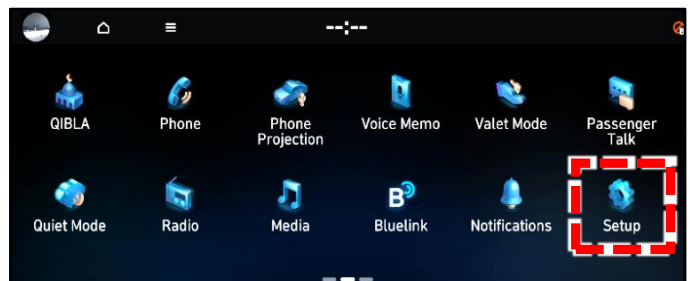 --:--
QIBLA
Phone
Phone
Projection
Voice Memo
Valet Mode
Passenger
Talk
Quiet Mode
Radio
Media
B
Bluelink
Notifications
Setup